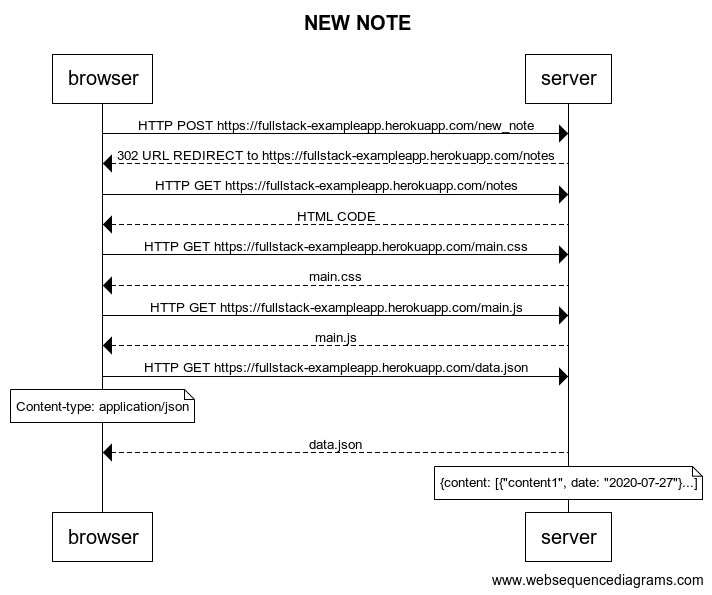 NEW NOTE
browser
server
HTTP POST https://fullstack-exampleapp.herokuapp.com/new_note
302 URL REDIRECT to https://fullstack-exampleapp.herokuapp.com/notes
HTTP GET https://fullstack-exampleapp.herokuapp.com/notes
HTML CODE
HTTP GET https://fullstack-exampleapp.herokuapp.com/main.css
main.css
HTTP GET https://fullstack-exampleapp.herokuapp.com/main.js
main.js
HTTP GET https://fullstack-exampleapp.herokuapp.com/data.json
Content-type: application/json
data.json
{content: [{"content1", date: "2020-07-27"}...]
browser
server
www.websequencediagrams.com